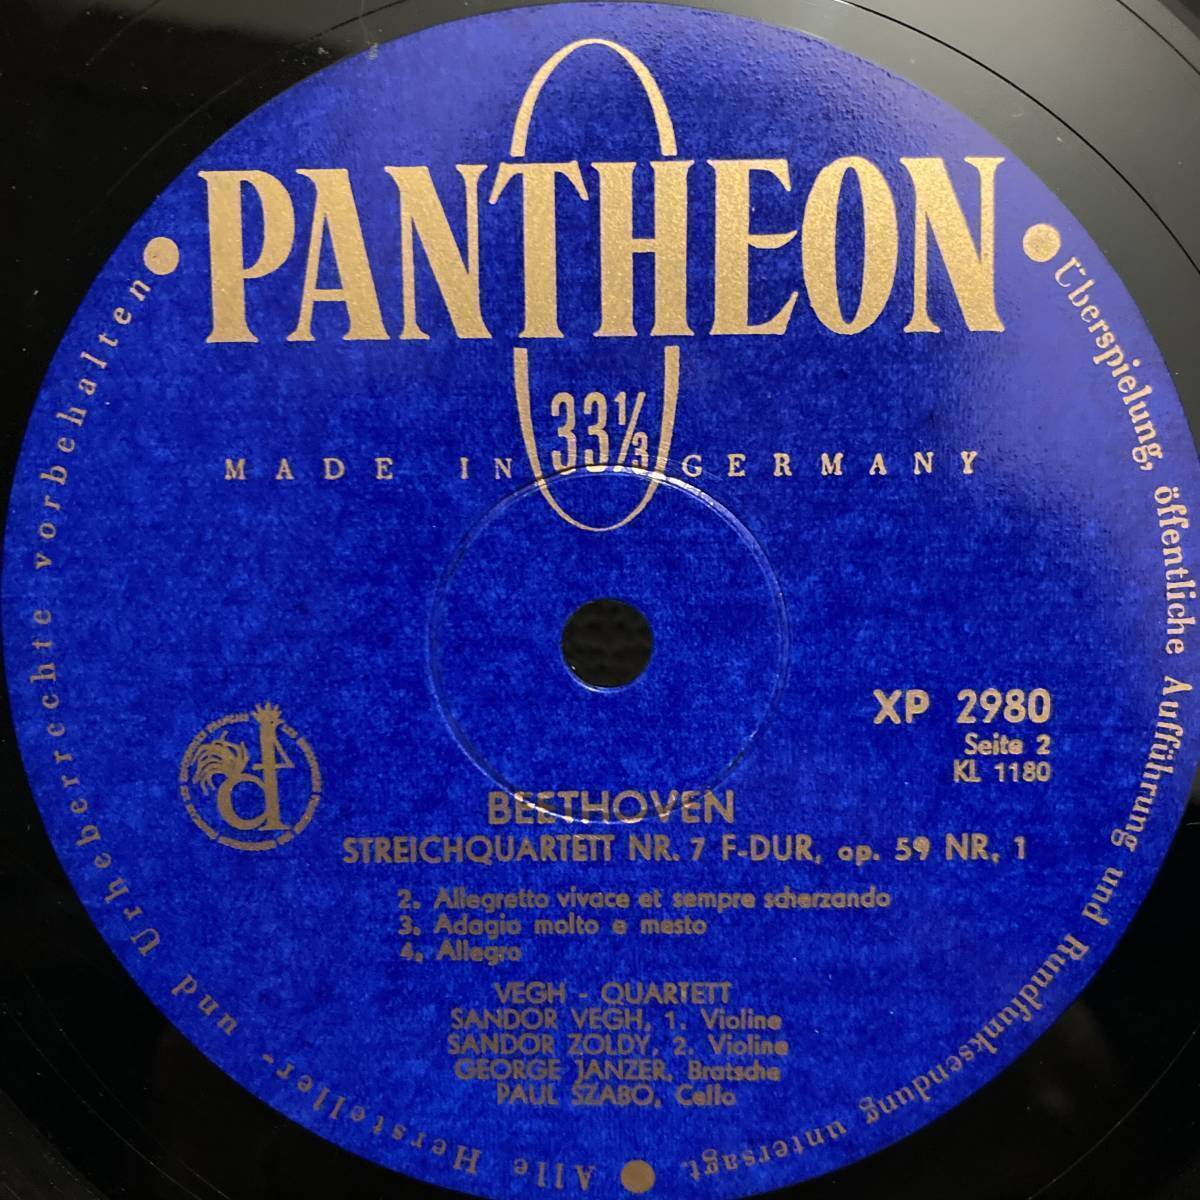 PANTHEON
33⅓
MADE IN GERMANY
XP 2980
Seite 2
KL 1180
BEETHOVEN
STREICHQUARTETT NR. 7 F-DUR, op. 59 NR. 1
2. Allegretto vivace et sempre scherzando
3. Adagio molto e mesto
4. Allegro
VEGH - QUARTETT
SANDOR VEGH, 1. Violine
SANDOR ZOLDY, 2. Violine
GEORGE JANZER, Bratsche
PAUL SZABO, Cello
Alle Hersteller- und Urheberrechte vorbehalten
Überspielung, öffentliche Aufführung und Rundfunksendung untersagt